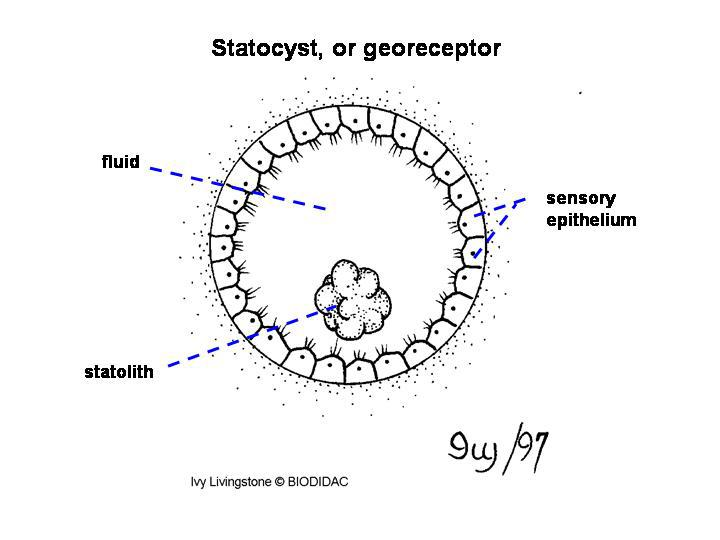 Statocyst, or georeceptor
fluid
sensory
epithelium
statolith
Ivy Livingstone © BIODIDAC